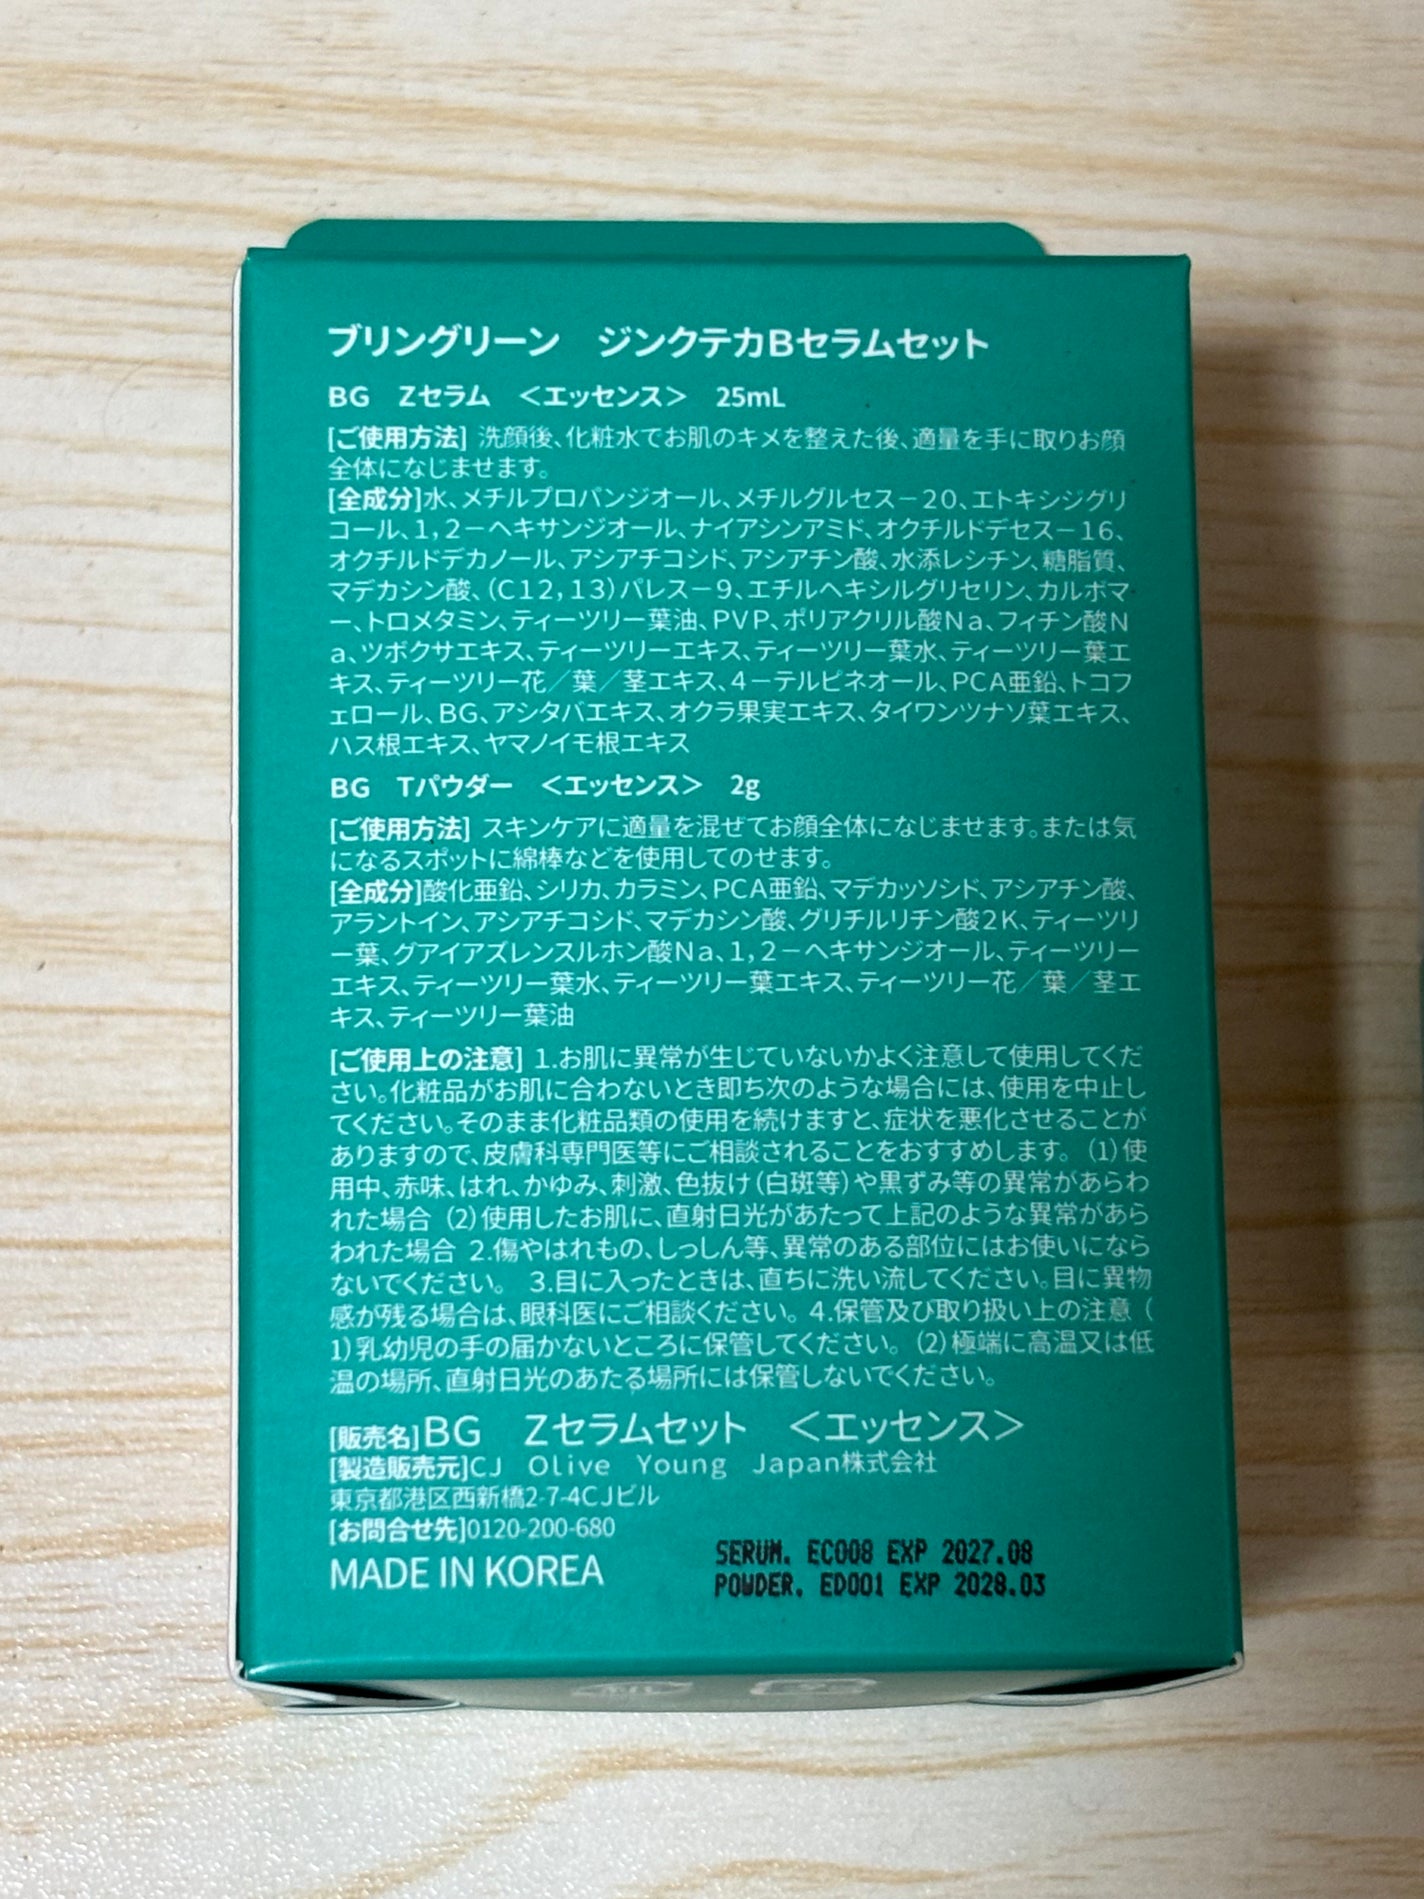 ブリングリーン　ジンクテカBセラムセット
BG　Zセラム　＜エッセンス＞　25mL
[ご使用方法] 洗顔後、化粧水でお肌のキメを整えた後、適量を手に取りお顔
全体になじませます。
[全成分]水、メチルプロパンジオール、メチルグルセス－20、エトキシジグリ
コール、1,2－ヘキサンジオール、ナイアシンアミド、オクチルドデセス－16、
オクチルドデカノール、アシアチコシド、アシアチン酸、水添レシチン、糖脂質、
マデカシン酸、(C12,13)パレス－9、エチルヘキシルグリセリン、カルボマ
ー、トロメタミン、ティーツリー葉油、PVP、ポリアクリル酸Na、フィチン酸N
a、ツボクサエキス、ティーツリーエキス、ティーツリー葉水、ティーツリー葉エ
キス、ティーツリー花／葉／茎エキス、4－テルピネオール、PCA亜鉛、トコフ
ェロール、BG、アシタバエキス、オクラ果実エキス、タイワンツナソ葉エキス、
ハス根エキス、ヤマノイモ根エキス
BG　Tパウダー　＜エッセンス＞　2g
[ご使用方法] スキンケアに適量を混ぜてお顔全体になじませます。または気
になるスポットに綿棒などを使用してのせます。
[全成分]酸化亜鉛、シリカ、カラミン、PCA亜鉛、マデカッソシド、アシアチン酸、
アラントイン、アシアチコシド、マデカシン酸、グリチルリチン酸2K、ティーツリ
ー葉、グアイアズレンスルホン酸Na、1,2－ヘキサンジオール、ティーツリー
エキス、ティーツリー葉水、ティーツリー葉エキス、ティーツリー花／葉／茎エ
キス、ティーツリー葉油
[ご使用上の注意] 1.お肌に異常が生じていないかよく注意して使用してくだ
さい。化粧品がお肌に合わないとき即ち次のような場合には、使用を中止し
てください。そのまま化粧品類の使用を続けますと、症状を悪化させることが
ありますので、皮膚科専門医等にご相談されることをおすすめします。 (1)使
用中、赤味、はれ、かゆみ、刺激、色抜け(白斑等)や黒ずみ等の異常があらわ
れた場合 (2)使用したお肌に、直射日光があたって上記のような異常があら
われた場合 2.傷やはれもの、しっしん等、異常のある部位にはお使いになら
ないでください。 3.目に入ったときは、直ちに洗い流してください。目に異物
感が残る場合は、眼科医にご相談ください。 4.保管及び取り扱い上の注意 (
1)乳幼児の手の届かないところに保管してください。 (2)極端に高温又は低
温の場所、直射日光のあたる場所には保管しないでください。
[販売名]BG　Zセラムセット　＜エッセンス＞
[製造販売元]CJ　Olive　Young　Japan株式会社
東京都港区西新橋2-7-4CJビル
[お問合せ先]0120-200-680
MADE IN KOREA
SERUM. EC008 EXP 2027.08
POWDER. ED001 EXP 2028.03